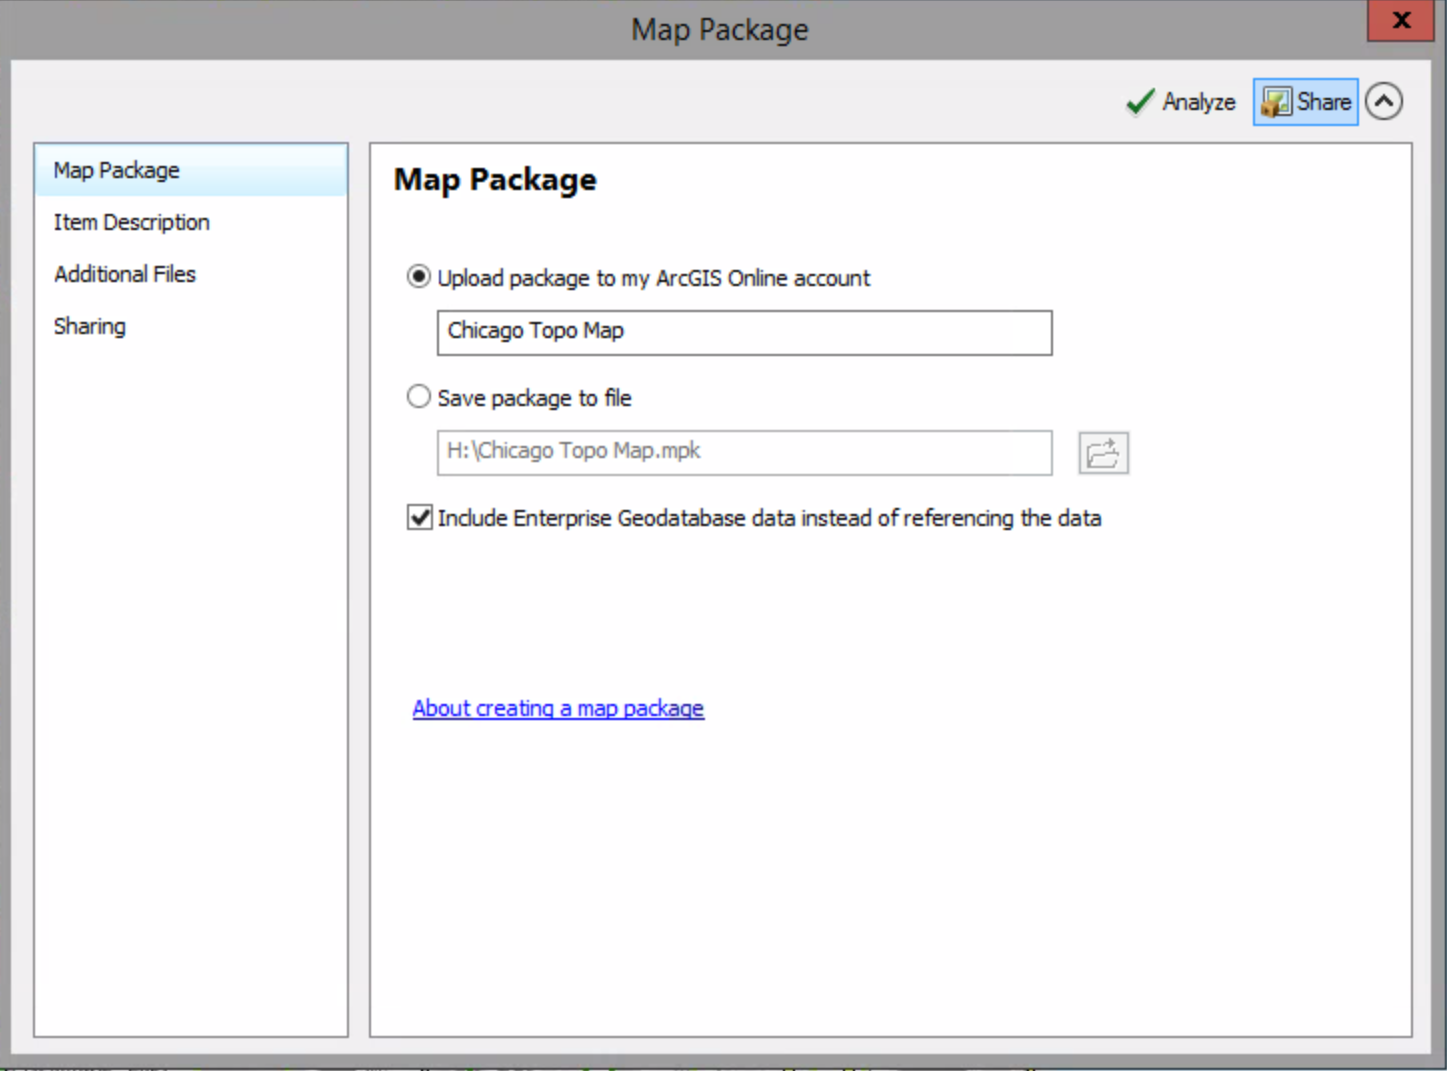 Map Package
x
Analyze Share
Map Package
Item Description
Additional Files
Sharing
Map Package
Upload package to my ArcGIS Online account
Chicago Topo Map
Save package to file
H:\Chicago Topo Map.mpk
Include Enterprise Geodatabase data instead of referencing the data
About creating a map package